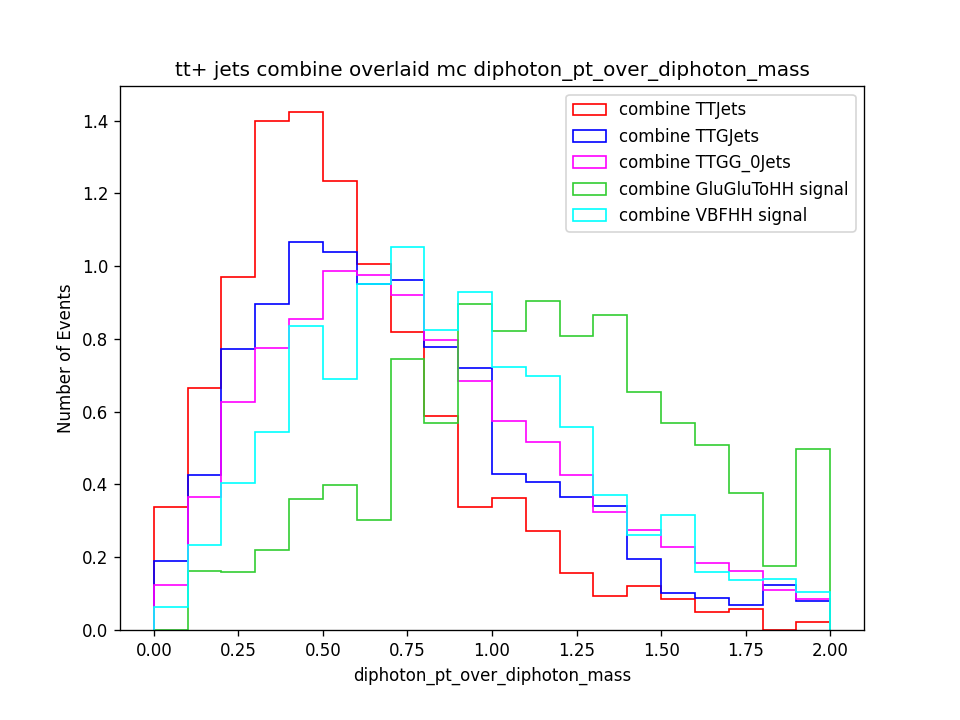 tt+ jets combine overlaid mc diphoton_pt_over_diphoton_mass
combine TTJets
combine TTGJets
combine TTGG_0Jets
combine GluGluToHH signal
combine VBFHH signal
Number of Events
1.4
1.2
1.0
0.8
0.6
0.4
0.2
0.0
0.00 0.25 0.50 0.75 1.00 1.25 1.50 1.75 2.00
diphoton_pt_over_diphoton_mass